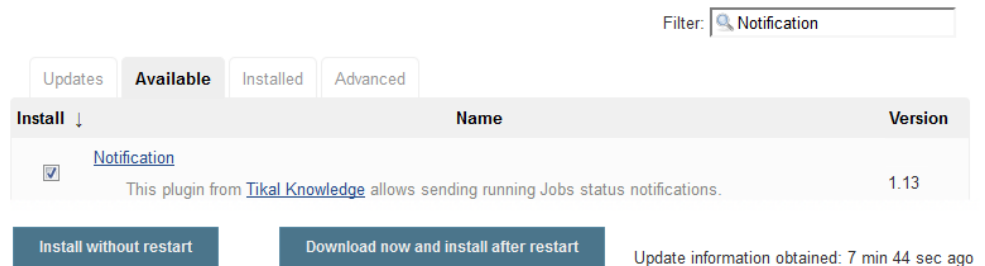 Filter: Notification
Updates Available Installed Advanced
Install ↓ Name Version
Notification
This plugin from Tikal Knowledge allows sending running Jobs status notifications. 1.13
Install without restart Download now and install after restart Update information obtained: 7 min 44 sec ago